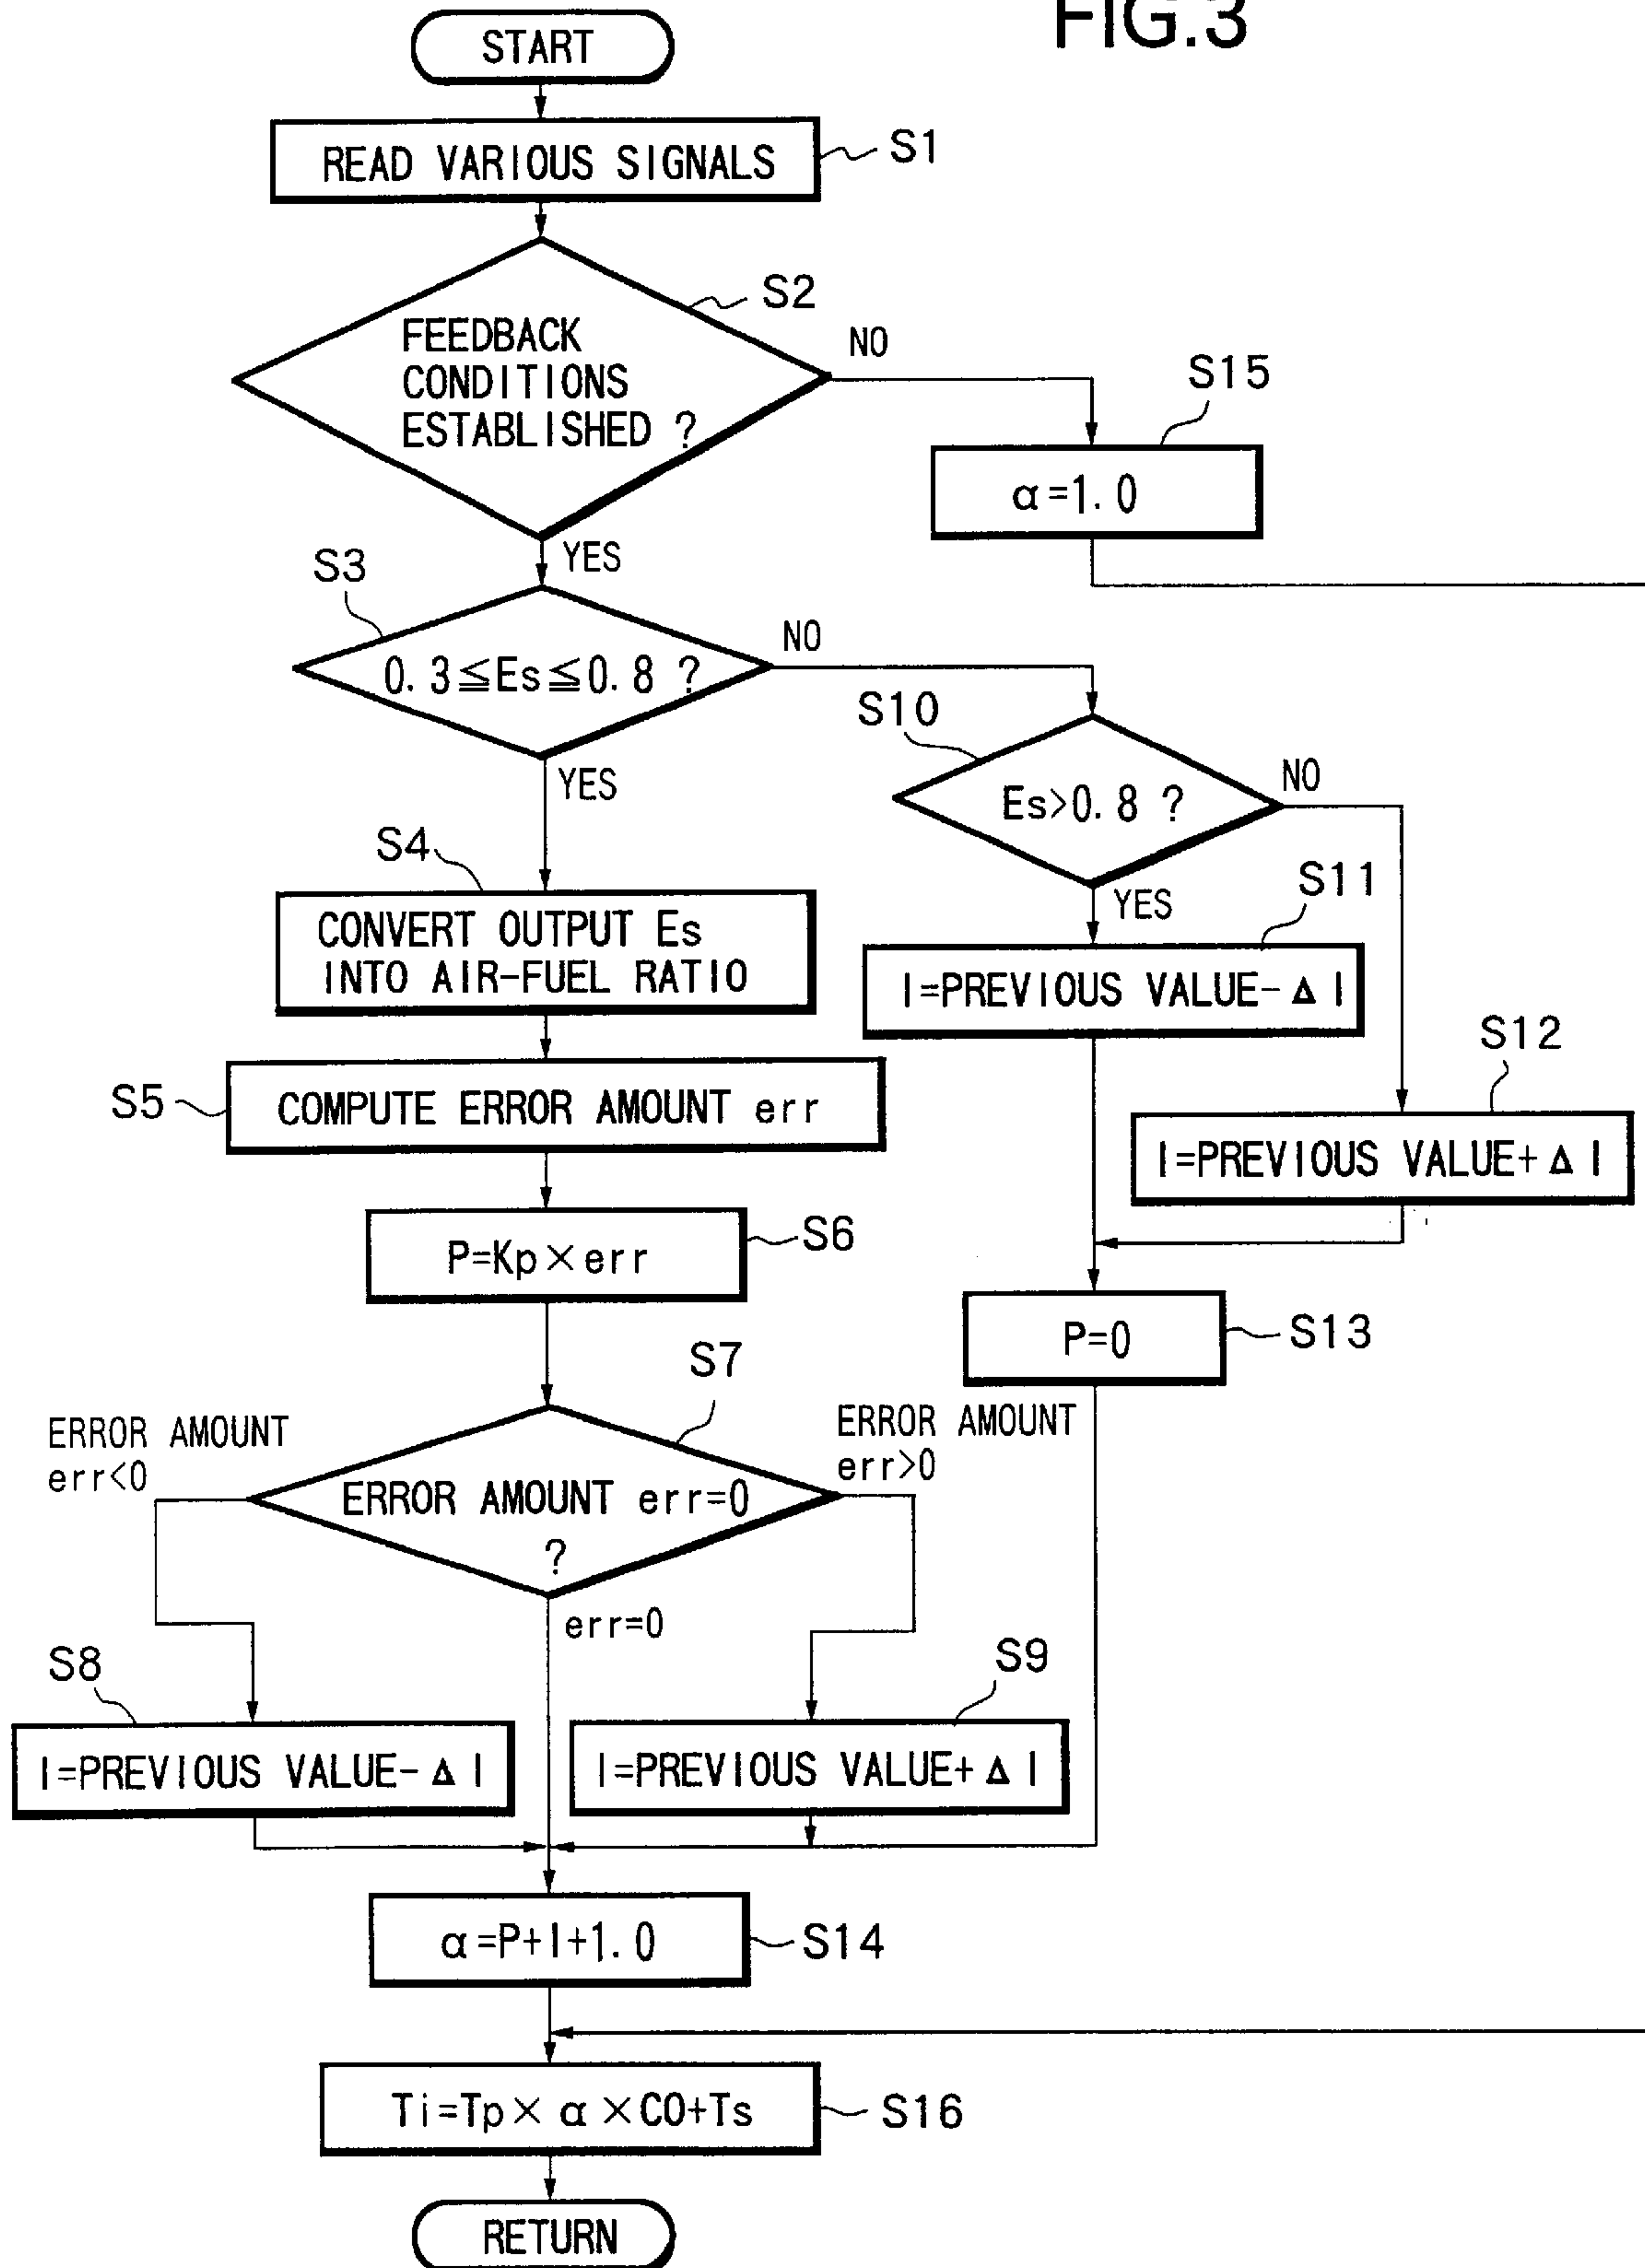 FIG.3
START
READ VARIOUS SIGNALS
S1
S2
FEEDBACK
CONDITIONS
ESTABLISHED ?
NO
S15
α=1.0
YES
S3
0.3≦Es≦0.8 ?
NO
S10
Es>0.8 ?
NO
YES
YES
S4
CONVERT OUTPUT Es
INTO AIR-FUEL RATIO
S11
I=PREVIOUS VALUE-ΔI
S12
I=PREVIOUS VALUE+ΔI
S5
COMPUTE ERROR AMOUNT err
P=Kp×err
S6
P=0
S13
S7
ERROR AMOUNT
err<0
ERROR AMOUNT
err>0
ERROR AMOUNT err=0
?
err=0
S8
I=PREVIOUS VALUE-ΔI
S9
I=PREVIOUS VALUE+ΔI
α=P+I+1.0
S14
Ti=Tp×α×CO+Ts
S16
RETURN